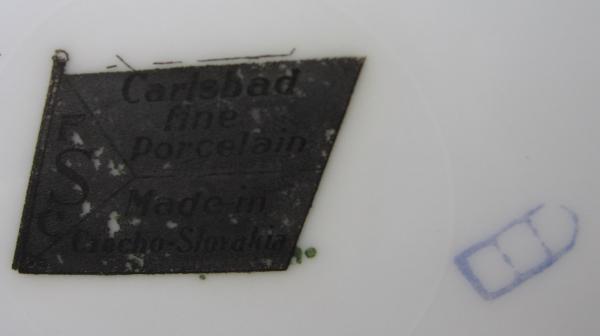 Carlsbad
fine
Porcelain
Made in
Czecho-Slovakia
S
C